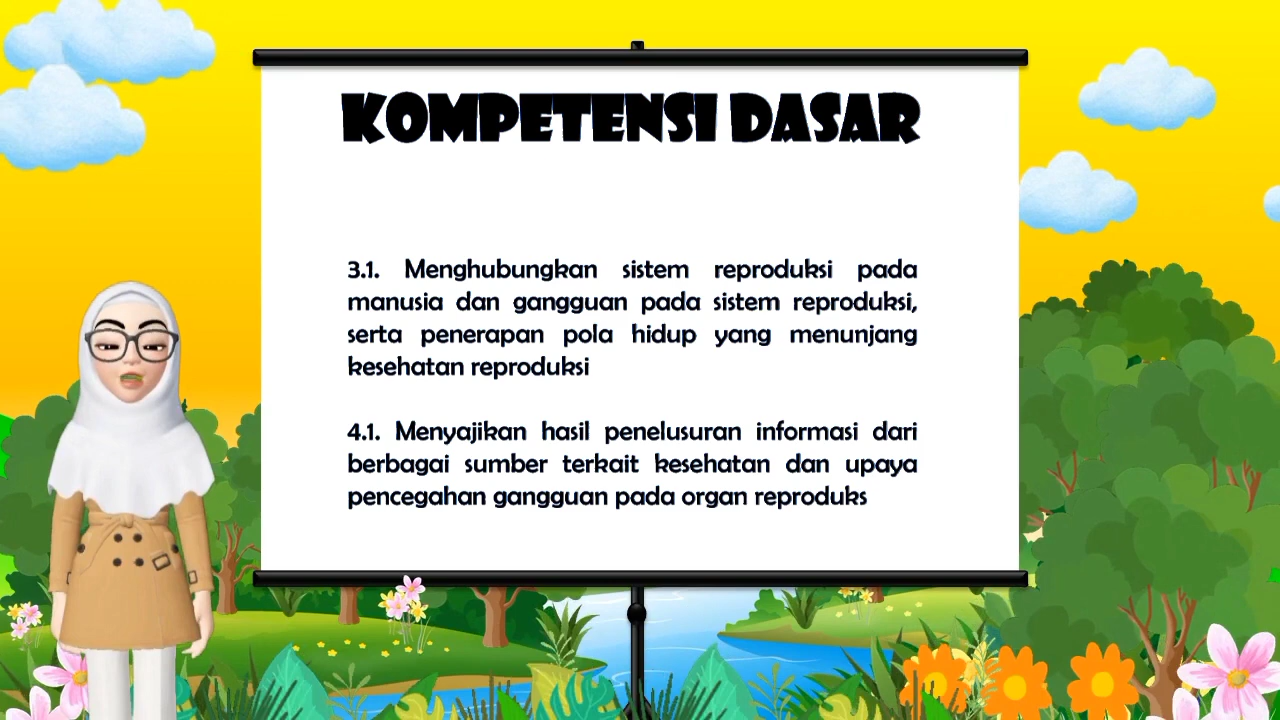 KOMPETENSI DASAR
3.1. Menghubungkan sistem reproduksi pada
manusia dan gangguan pada sistem reproduksi,
serta penerapan pola hidup yang menunjang
kesehatan reproduksi
4.1. Menyajikan hasil penelusuran informasi dari
berbagai sumber terkait kesehatan dan upaya
pencegahan gangguan pada organ reproduks